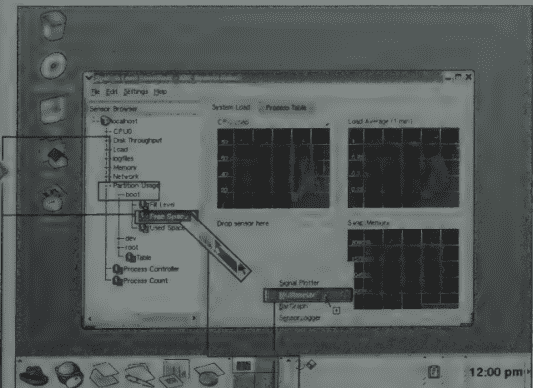 File Edit Settings Help
Sensor Browser
System Load
Process Table
localhost
CPU0
Disk Throughput
Load
logfiles
Memory
Network
Partition Usage
boot
Fill Level
Free Space
Used Space
dev
root
Table
Process Controller
Process Count
Load Average (1 min)
Drop sensor here
Swap Memory
Signal Plotter
Multimeter
BarGraph
SensorLogger
12:00 pm